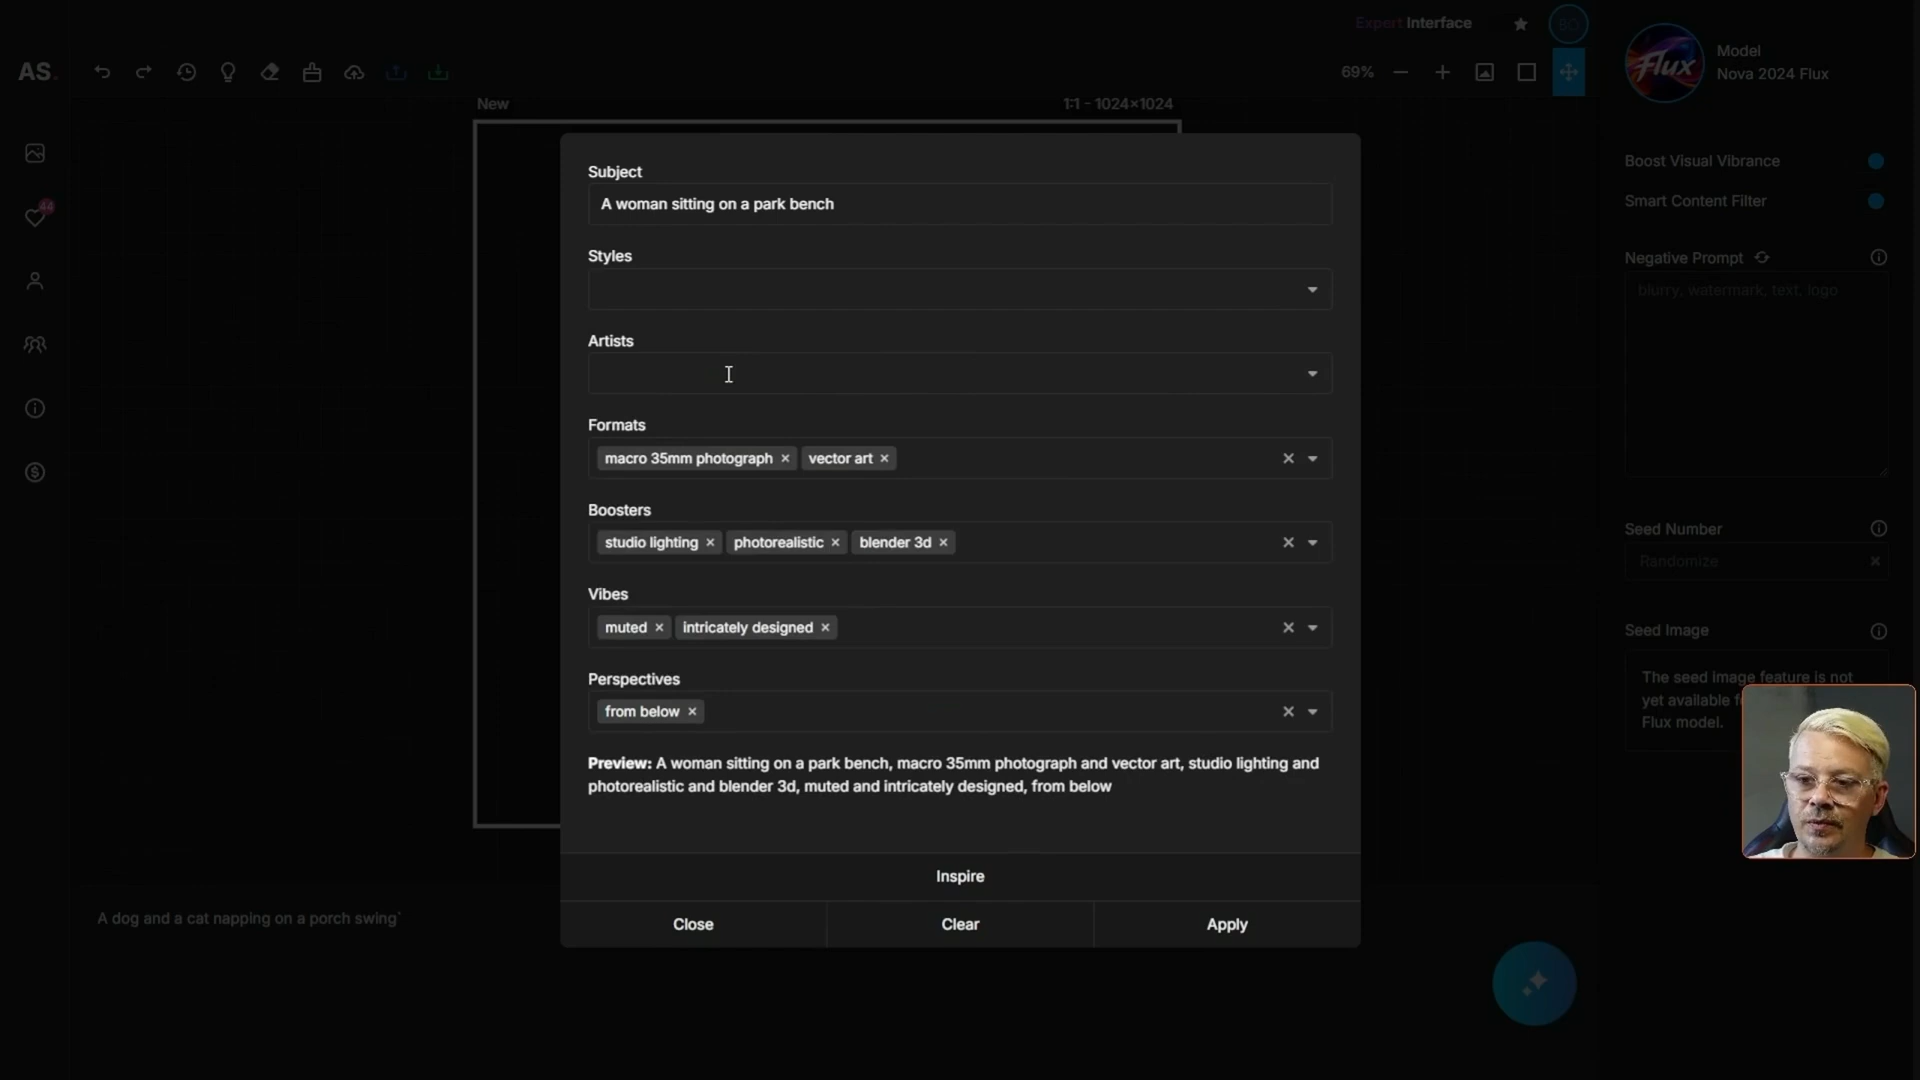 Expert Interface
BO
AS.
69%
Flux
Model
Nova 2024 Flux
New
1:1 - 1024×1024
44
Subject
A woman sitting on a park bench
Styles
Artists
Formats
macro 35mm photograph × vector art ×
Boosters
studio lighting × photorealistic × blender 3d ×
Vibes
muted × intricately designed ×
Perspectives
from below ×
Preview: A woman sitting on a park bench, macro 35mm photograph and vector art, studio lighting and
photorealistic and blender 3d, muted and intricately designed, from below
Inspire
Close
Clear
Apply
Boost Visual Vibrance
Smart Content Filter
Negative Prompt
blurry, watermark, text, logo
Seed Number
Randomize
Seed Image
The seed image feature is not
yet available
Flux model.
A dog and a cat napping on a porch swing`